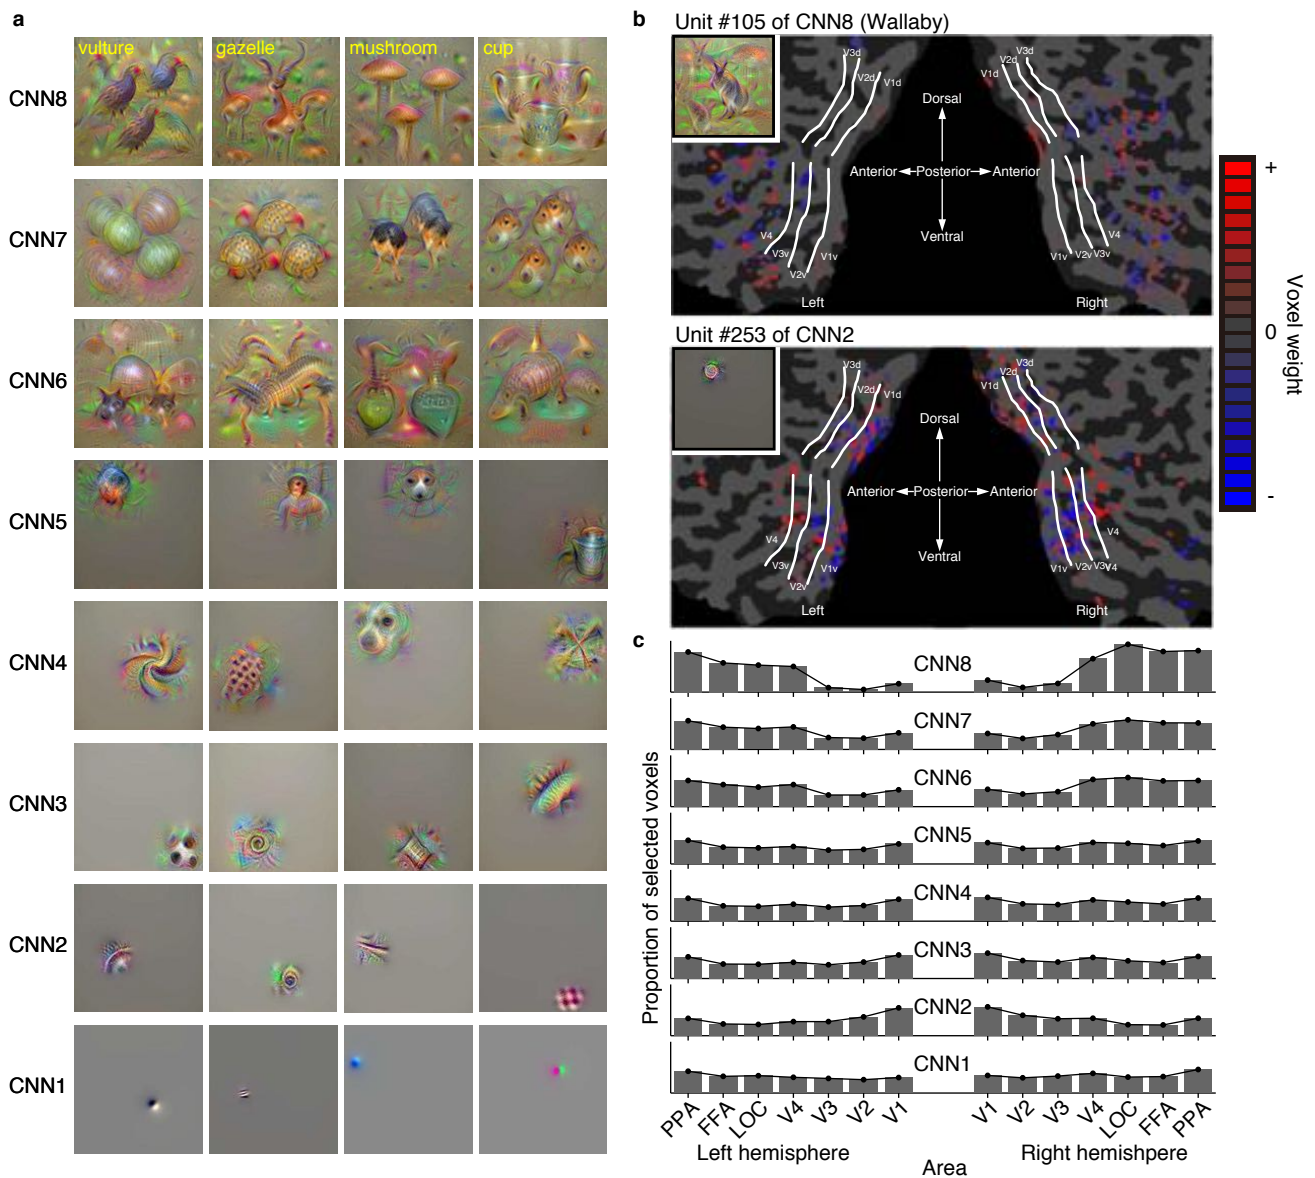 a
vulture
gazelle
mushroom
cup
CNN8
CNN7
CNN6
CNN5
CNN4
CNN3
CNN2
CNN1
b
Unit #105 of CNN8 (Wallaby)
V3d
V2d
V1d
V3d
V2d
V1d
Dorsal
Anterior
Posterior
Anterior
Ventral
V4
V3v
V2v
V1v
V4
V1v
V2v
V3v
Left
Right
Unit #253 of CNN2
V3d
V2d
V1d
V3d
V2d
V1d
Dorsal
Anterior
Posterior
Anterior
Ventral
V4
V3v
V2v
V1v
V4
V1v
V2v
V3v
V4
Left
Right
+
0
-
Voxel weight
c
Proportion of selected voxels
CNN8
CNN7
CNN6
CNN5
CNN4
CNN3
CNN2
CNN1
PPA FFA LOC V4 V3 V2 V1 V1 V2 V3 V4 LOC FFA PPA
Left hemisphere
Right hemishpere
Area